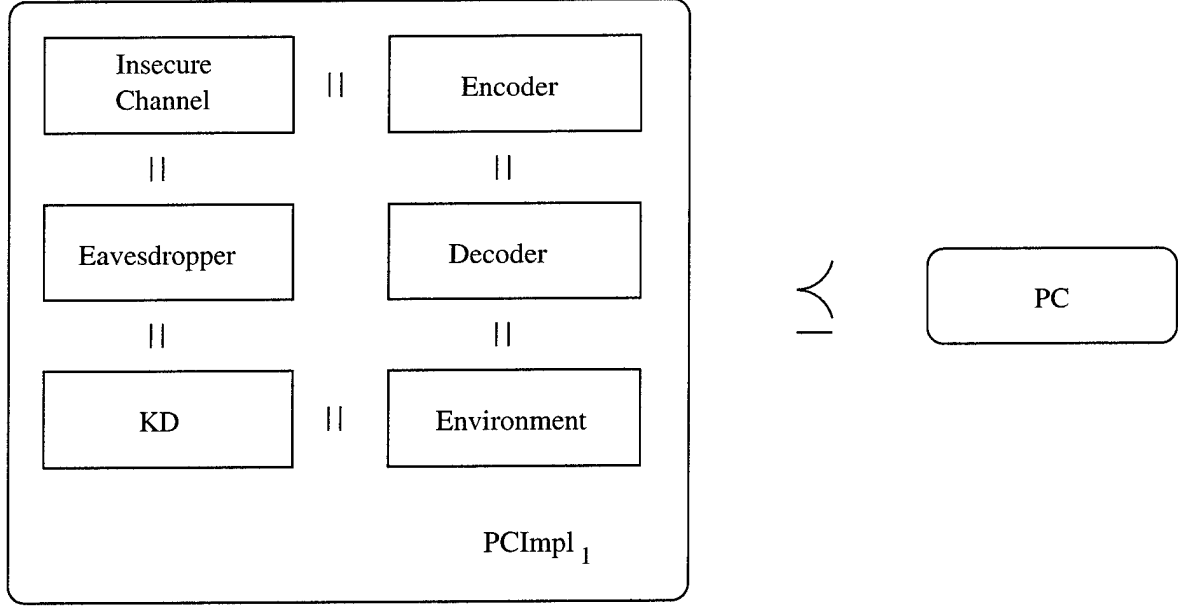 Insecure
Channel
||
Encoder
||
||
Eavesdropper
Decoder
⪯
PC
||
||
KD
||
Environment
PCImpl 1